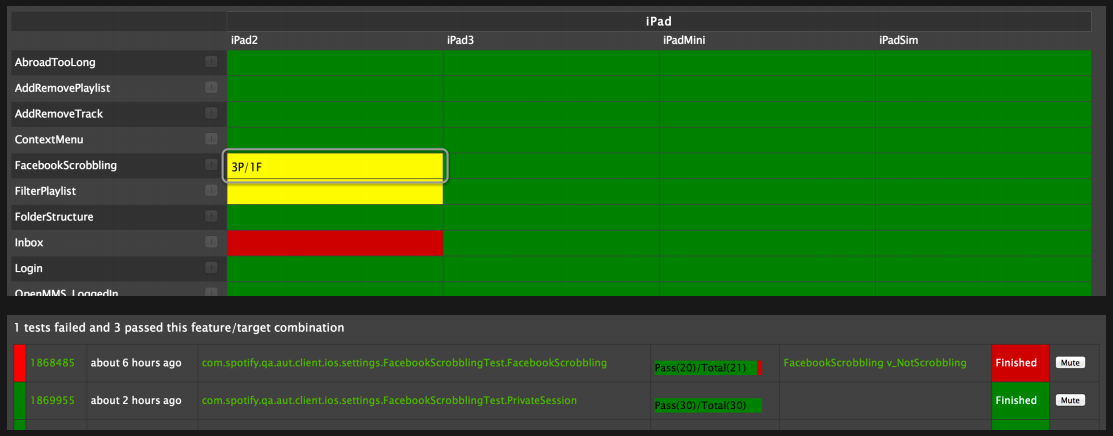 iPad
iPad2 iPad3 iPadMini iPadSim
AbroadTooLong
AddRemovePlaylist
AddRemoveTrack
ContextMenu
FacebookScrobbling 3P/1F
FilterPlaylist
FolderStructure
Inbox
Login
OpenMMS_LoggedIn
1 tests failed and 3 passed this feature/target combination
1868485 about 6 hours ago com.spotify.qa.aut.client.ios.settings.FacebookScrobblingTest.FacebookScrobbling Pass(20)/Total(21) FacebookScrobbling v_NotScrobbling Finished Mute
1869955 about 2 hours ago com.spotify.qa.aut.client.ios.settings.FacebookScrobblingTest.PrivateSession Pass(30)/Total(30) Finished Mute